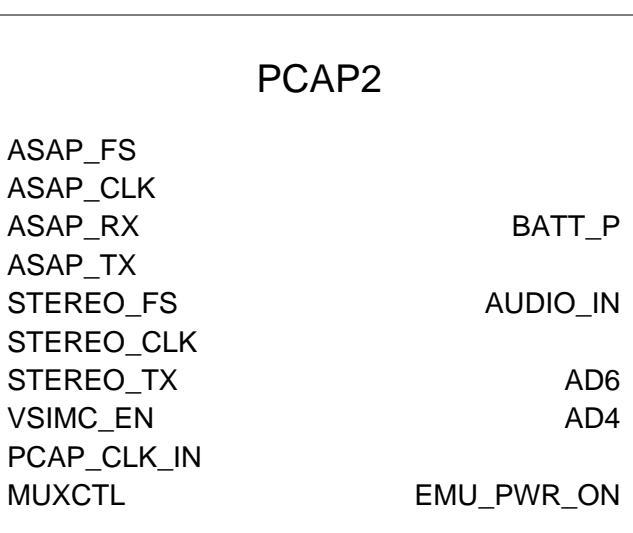 PCAP2
ASAP_FS
ASAP_CLK
ASAP_RX BATT_P
ASAP_TX
STEREO_FS AUDIO_IN
STEREO_CLK
STEREO_TX AD6
VSIMC_EN AD4
PCAP_CLK_IN
MUXCTL EMU_PWR_ON